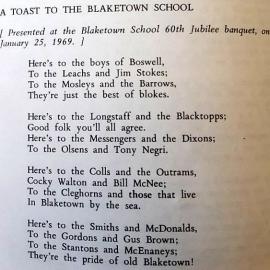 A TOAST TO THE BLAKETOWN SCHOOL
[ Presented at the Blaketown School 60th Jubilee banquet, on
January 25, 1969. ]
Here's to the boys of Boswell,
To the Leachs and Jim Stokes;
To the Mosleys and the Barrows,
They're just the best of blokes.
Here's to the Longstaff and the Blacktopps;
Good folk you'll all agree.
Here's to the Messengers and the Dixons;
To the Olsens and Tony Negri.
Here's to the Colls and the Outrams,
Cocky Walton and Bill McNee;
To the Cleghorns and those that live
In Blaketown by the sea.
Here's to the Smiths and McDonalds,
To the Gordons and Gus Brown;
To the Stantons and McEnaneys;
They're the pride of old Blaketown!